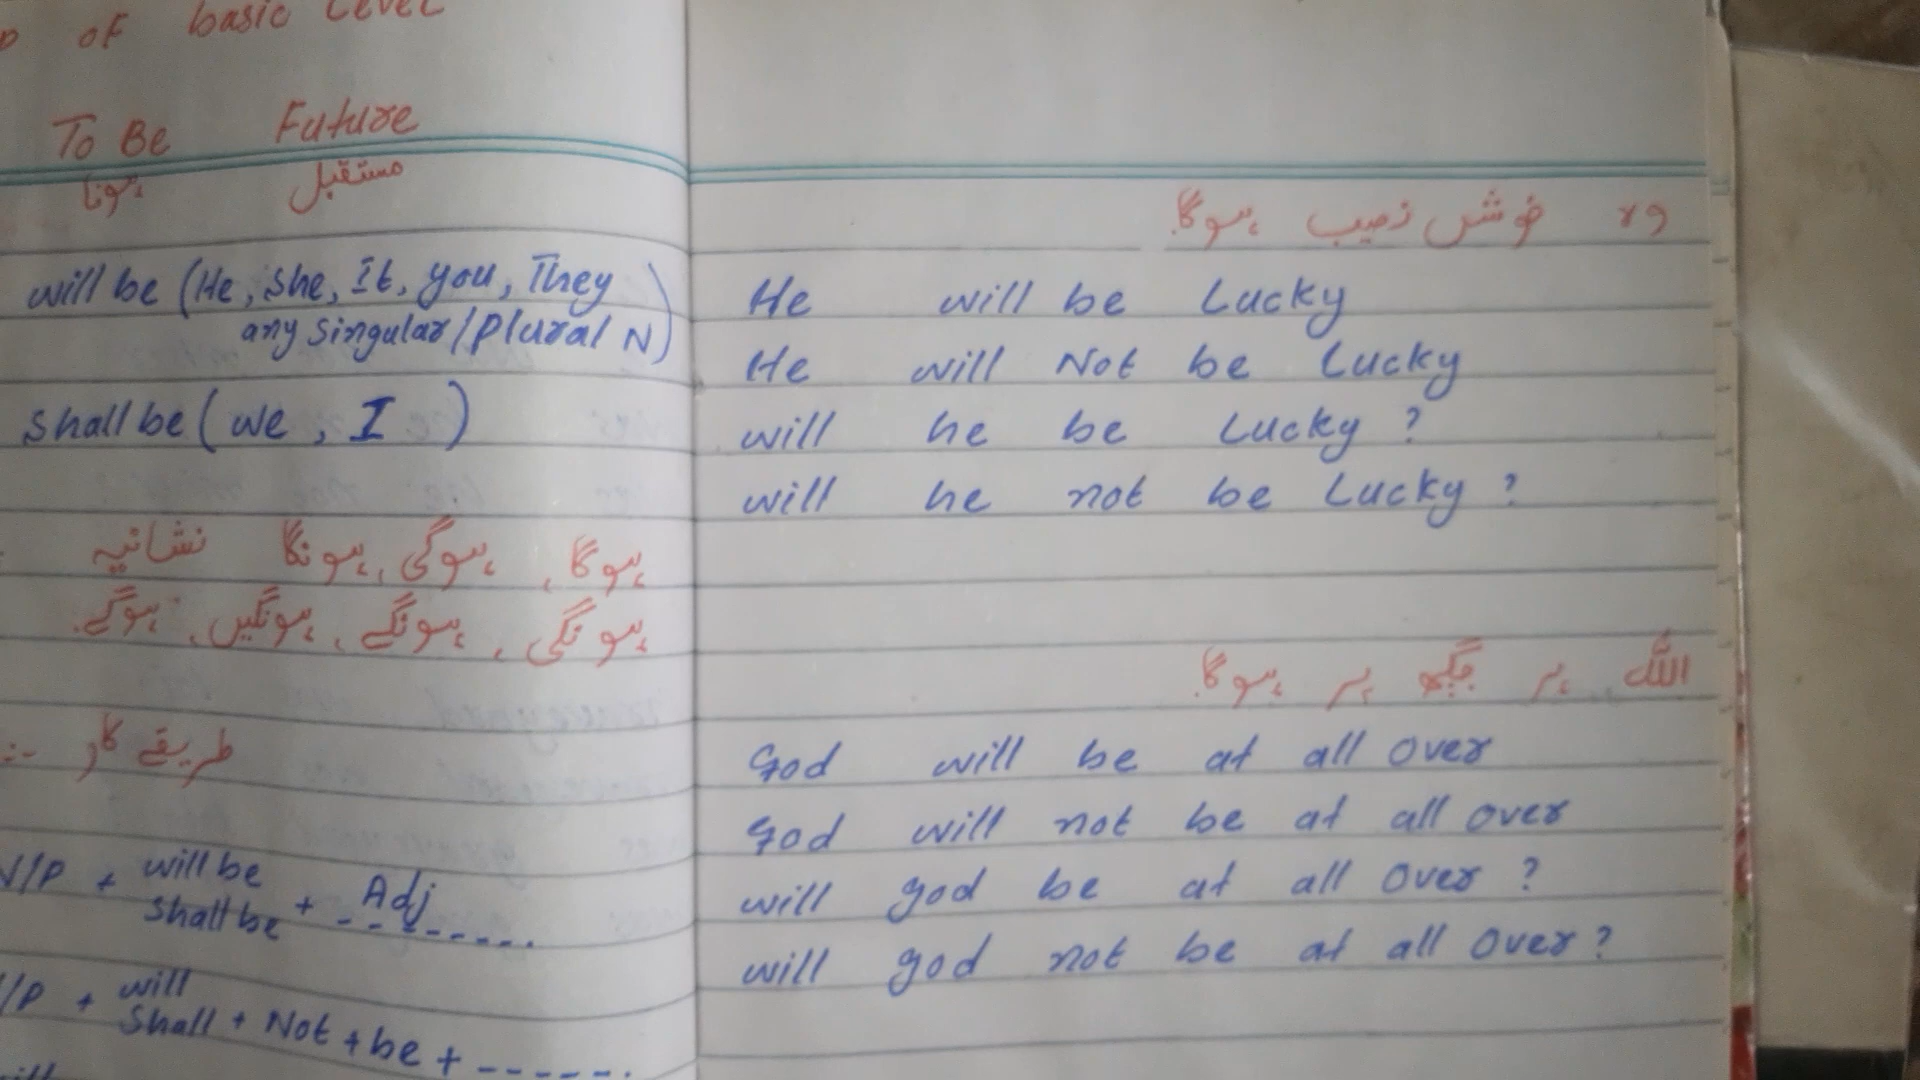 of basic Level
To Be Future
ہونا مستقبل
will be (He, She, It, you, They
any singular/Plural N)
Shall be (we, I)
ہوگا، ہوگی، ہونگا نشانیہ
ہونگی، ہونگے، ہونگیں، ہوگے۔
طریقے کار :-
N/P + will be
Shall be + Adj ---------.
/P + will
Shall + Not + be + ------.
وہ خوش نصیب ہوگا۔
He will be Lucky
He will Not be Lucky
will he be Lucky ?
will he not be Lucky ?
اللہ ہر جگہ پر ہوگا۔
God will be at all over
God will not be at all over
will god be at all over ?
will god not be at all over ?